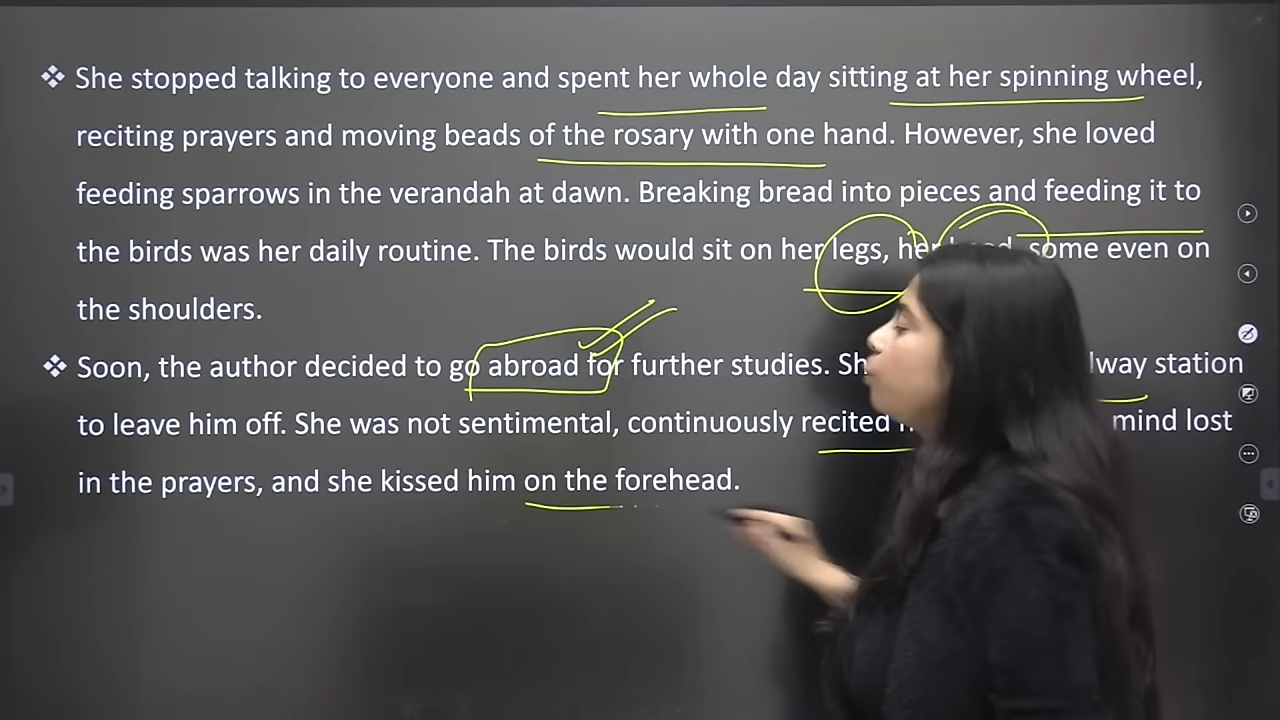 ❖ She stopped talking to everyone and spent her whole day sitting at her spinning wheel,
reciting prayers and moving beads of the rosary with one hand. However, she loved
feeding sparrows in the verandah at dawn. Breaking bread into pieces and feeding it to
the birds was her daily routine. The birds would sit on her legs, her some even on
the shoulders.
❖ Soon, the author decided to go abroad for further studies. station
to leave him off. She was not sentimental, continuously recited mind lost
in the prayers, and she kissed him on the forehead.